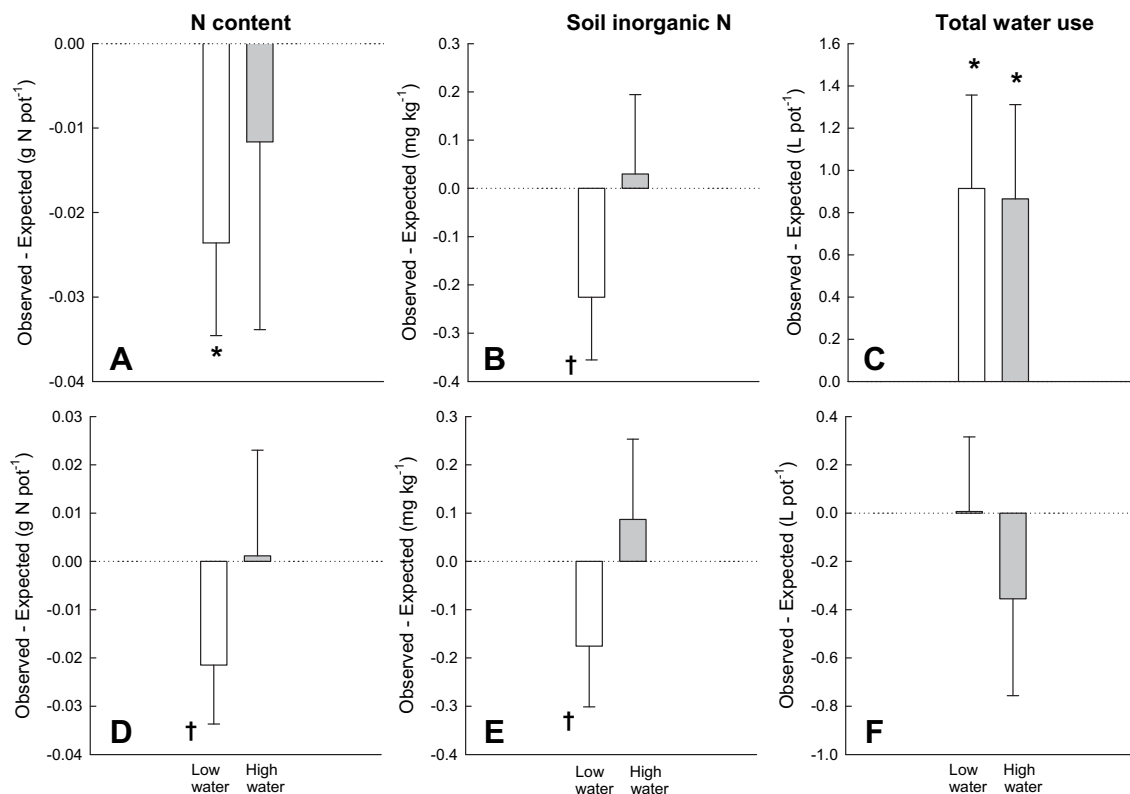 N content
Soil inorganic N
Total water use
Observed - Expected (g N pot-1)
0.00
-0.01
-0.02
-0.03
-0.04
A
*
Observed - Expected (mg kg-1)
0.3
0.2
0.1
0.0
-0.1
-0.2
-0.3
-0.4
B
†
Observed - Expected (L pot-1)
1.6
1.4
1.2
1.0
0.8
0.6
0.4
0.2
0.0
C
*
*
Observed - Expected (g N pot-1)
0.03
0.02
0.01
0.00
-0.01
-0.02
-0.03
-0.04
D
†
Low water
High water
Observed - Expected (mg kg-1)
0.3
0.2
0.1
0.0
-0.1
-0.2
-0.3
-0.4
E
†
Low water
High water
Observed - Expected (L pot-1)
0.4
0.2
0.0
-0.2
-0.4
-0.6
-0.8
-1.0
F
Low water
High water